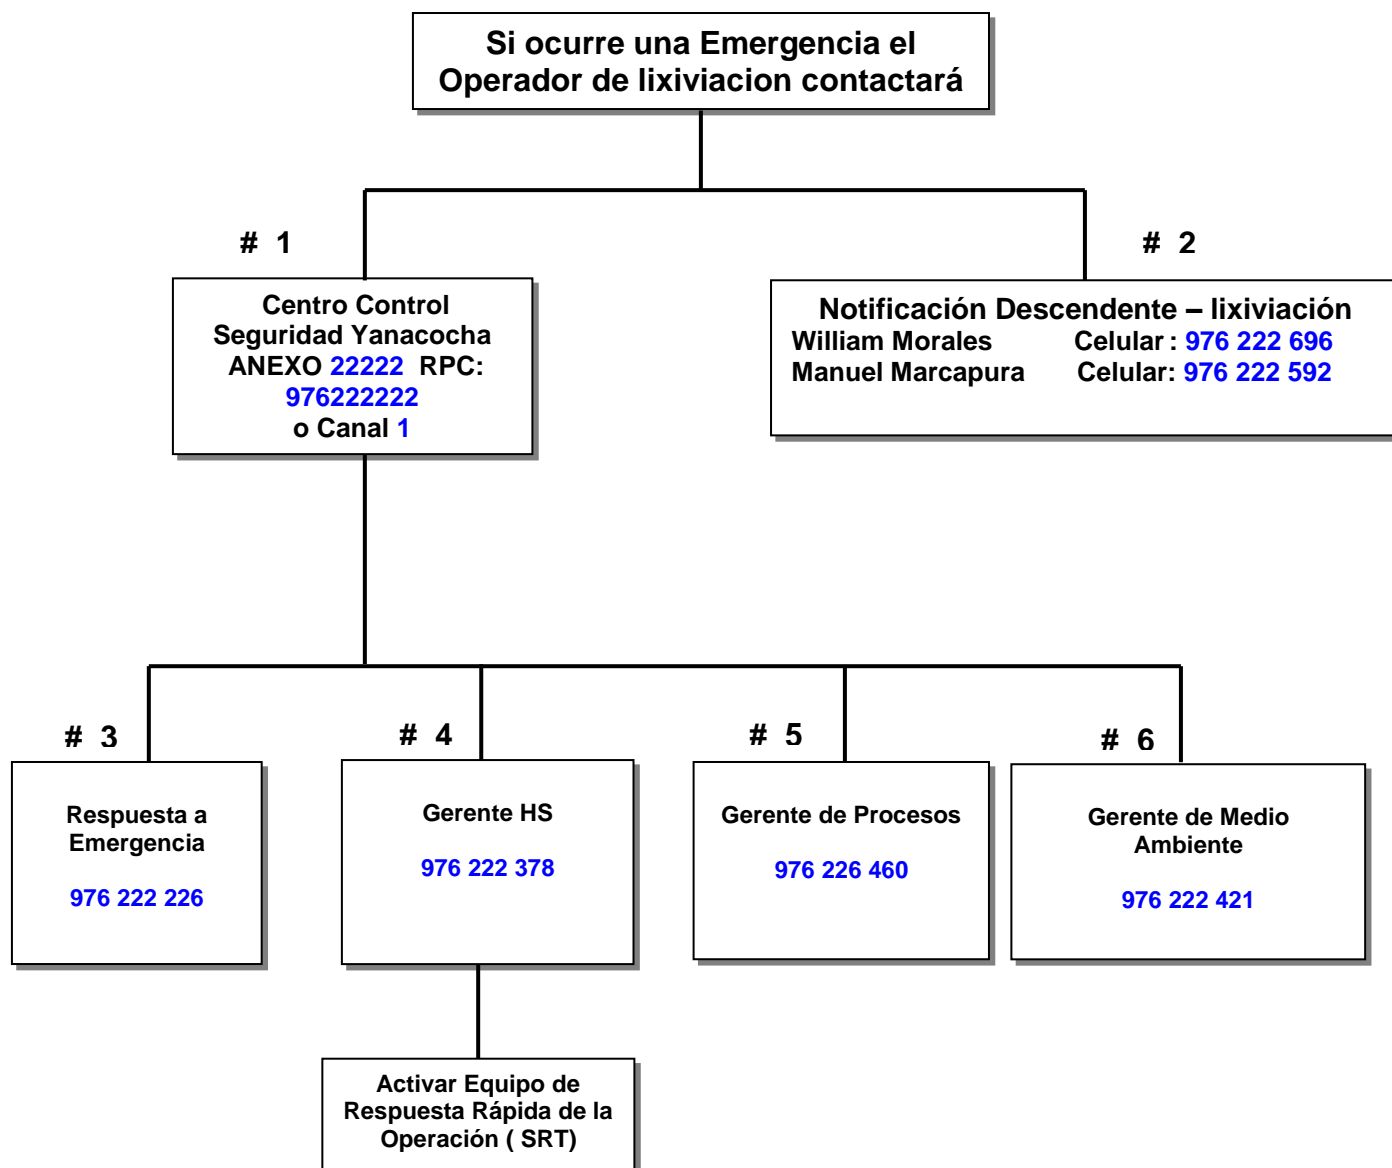 Si ocurre una Emergencia el
Operador de lixiviacion contactará
# 1
# 2
Centro Control
Seguridad Yanacocha
ANEXO 22222 RPC:
976222222
o Canal 1
Notificación Descendente – lixiviación
William Morales Celular : 976 222 696
Manuel Marcapura Celular: 976 222 592
# 3
# 4
# 5
# 6
Respuesta a
Emergencia
976 222 226
Gerente HS
976 222 378
Gerente de Procesos
976 226 460
Gerente de Medio
Ambiente
976 222 421
Activar Equipo de
Respuesta Rápida de la
Operación ( SRT)